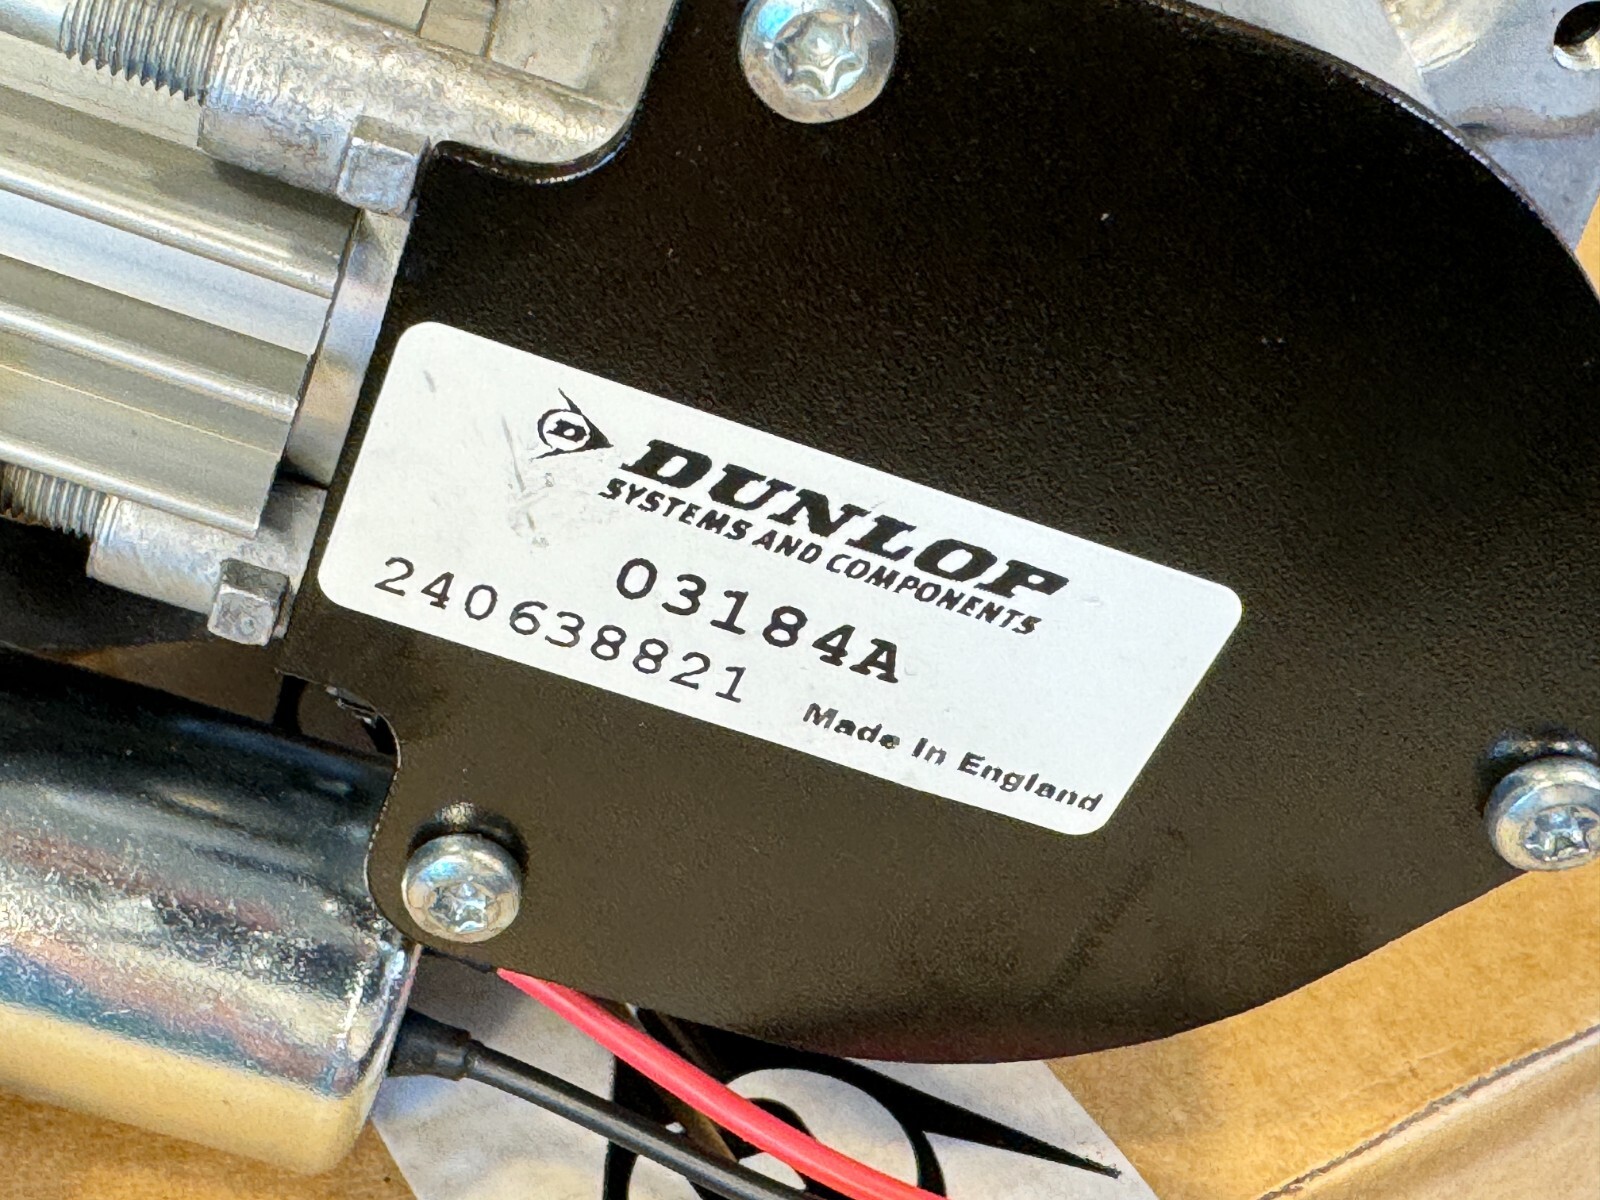 D DUNLOP
SYSTEMS AND COMPONENTS
03184A
240638821
Made In England